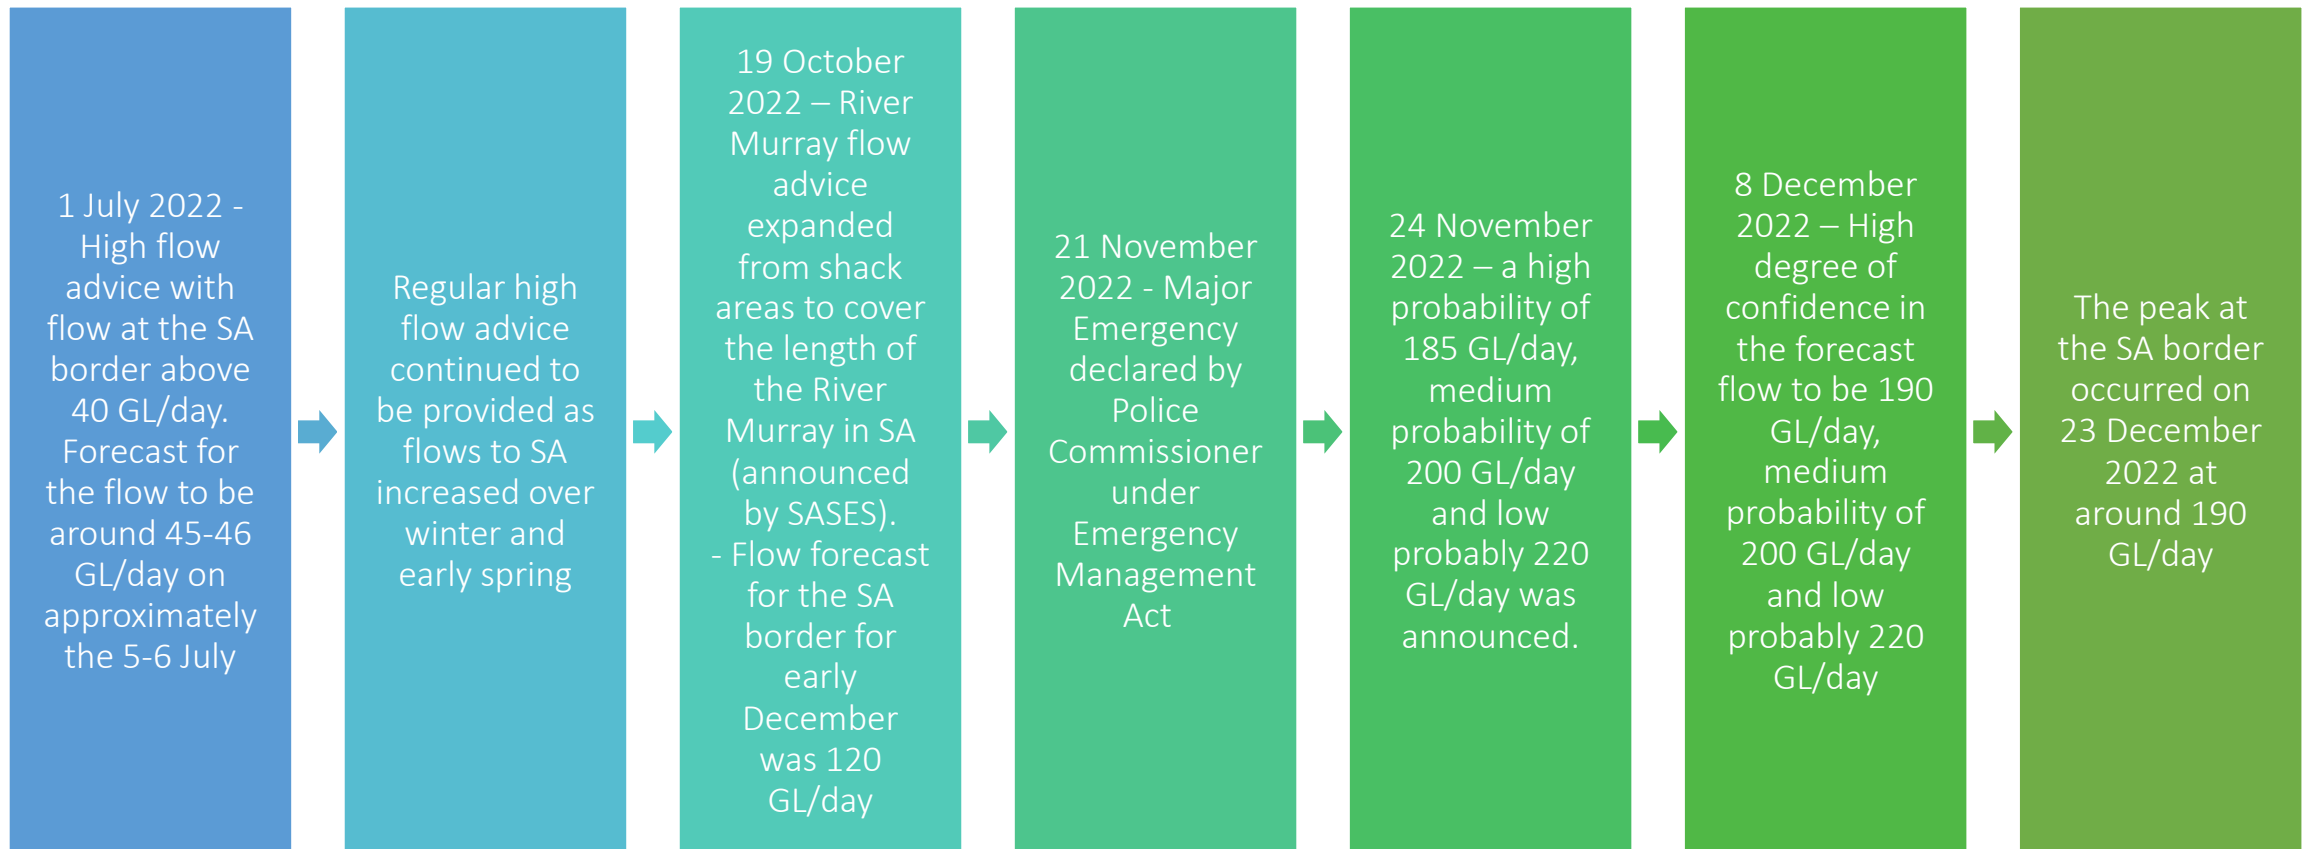 1 July 2022 -
High flow
advice with
flow at the SA
border above
40 GL/day.
Forecast for
the flow to be
around 45-46
GL/day on
approximately
the 5-6 July
Regular high
flow advice
continued to
be provided as
flows to SA
increased over
winter and
early spring
19 October
2022 – River
Murray flow
advice
expanded
from shack
areas to cover
the length of
the River
Murray in SA
(announced
by SASES).
- Flow forecast
for the SA
border for
early
December
was 120
GL/day
21 November
2022 - Major
Emergency
declared by
Police
Commissioner
under
Emergency
Management
Act
24 November
2022 – a high
probability of
185 GL/day,
medium
probability of
200 GL/day
and low
probably 220
GL/day was
announced.
8 December
2022 – High
degree of
confidence in
the forecast
flow to be 190
GL/day,
medium
probability of
200 GL/day
and low
probably 220
GL/day
The peak at
the SA border
occurred on
23 December
2022 at
around 190
GL/day